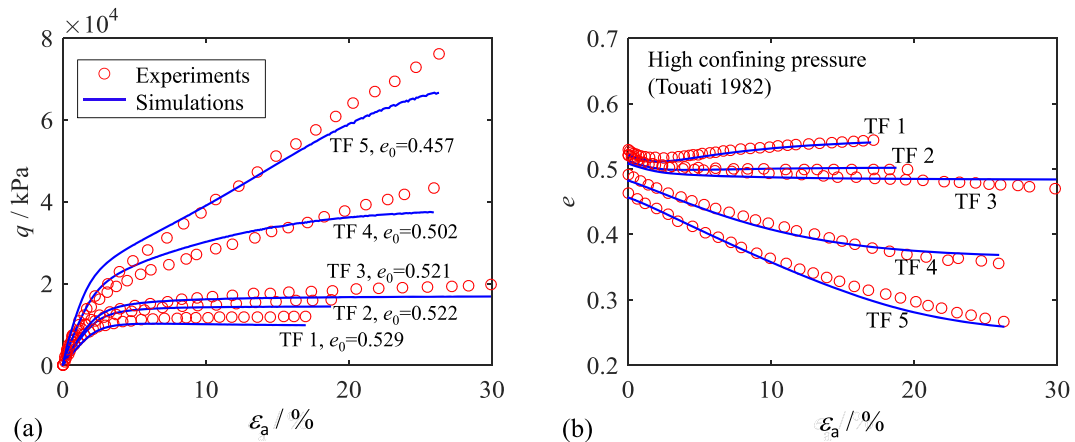 ×10⁴
8
6
4
2
0
q / kPa
Experiments
Simulations
TF 5, e₀=0.457
TF 4, e₀=0.502
TF 3, e₀=0.521
TF 2, e₀=0.522
TF 1, e₀=0.529
0 10 20 30
(a) εₐ / %
0.7
0.6
0.5
0.4
0.3
0.2
e
High confining pressure
(Touati 1982)
TF 1
TF 2
TF 3
TF 4
TF 5
0 10 20 30
(b) εₐ / %